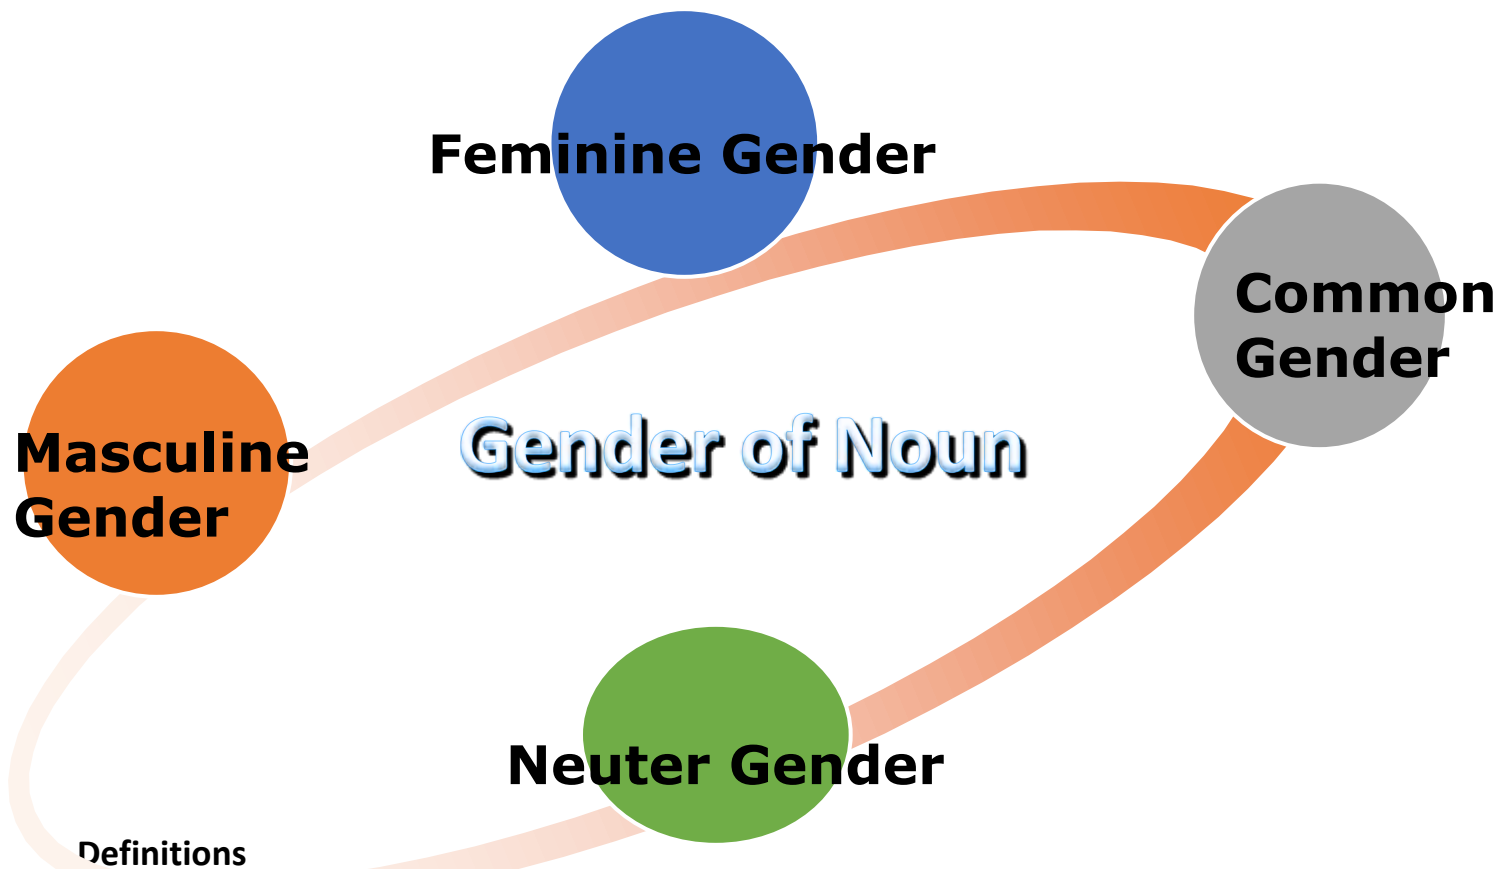 Feminine Gender
Common
Gender
Masculine
Gender
Gender of Noun
Neuter Gender
Definitions